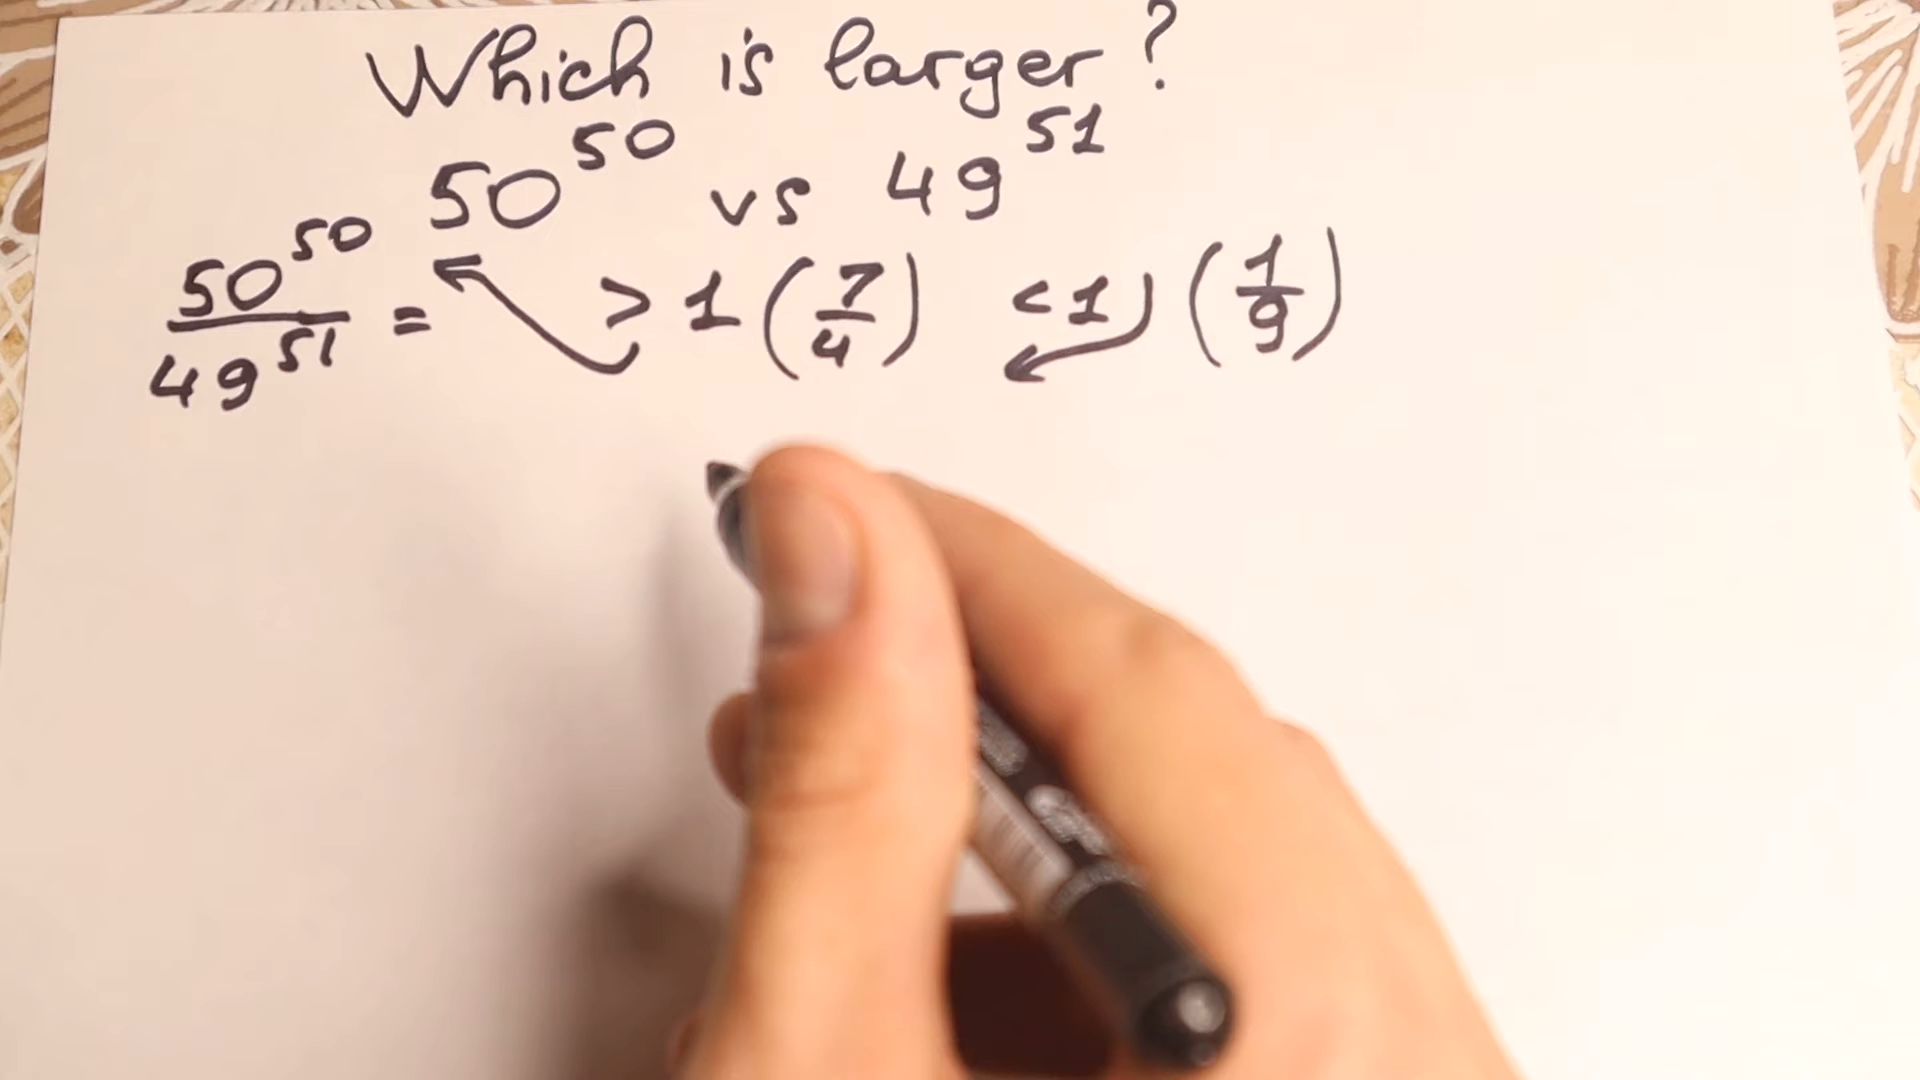 Which is larger?
50^50 vs 49^51
50^50/49^51 = > 1 (7/4) < 1 (1/9)